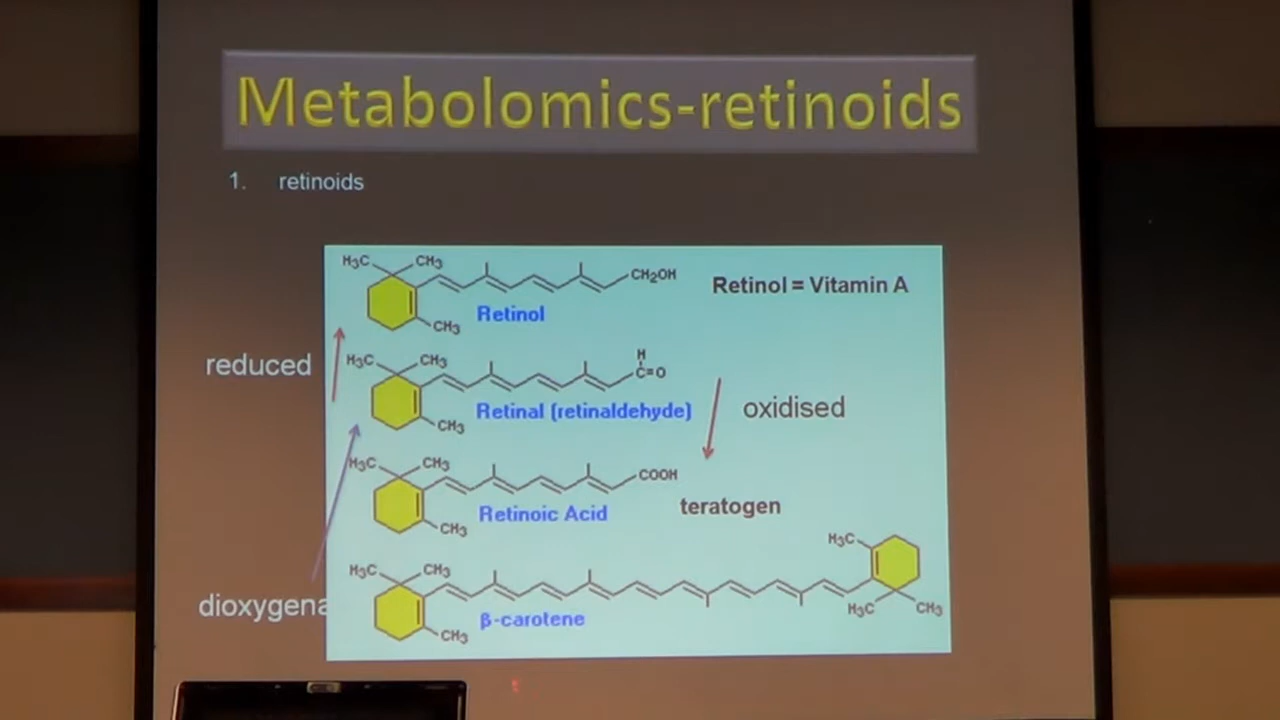 Metabolomics-retinoids
1. retinoids
H₃C CH₃ CH₂OH
Retinol = Vitamin A
Retinol
CH₃
reduced
H₃C CH₃ H
C=O
Retinal (retinaldehyde)
oxidised
CH₃
H₃C CH₃ COOH
Retinoic Acid
teratogen
CH₃
H₃C
H₃C CH₃
dioxygena
β-carotene
H₃C CH₃
CH₃